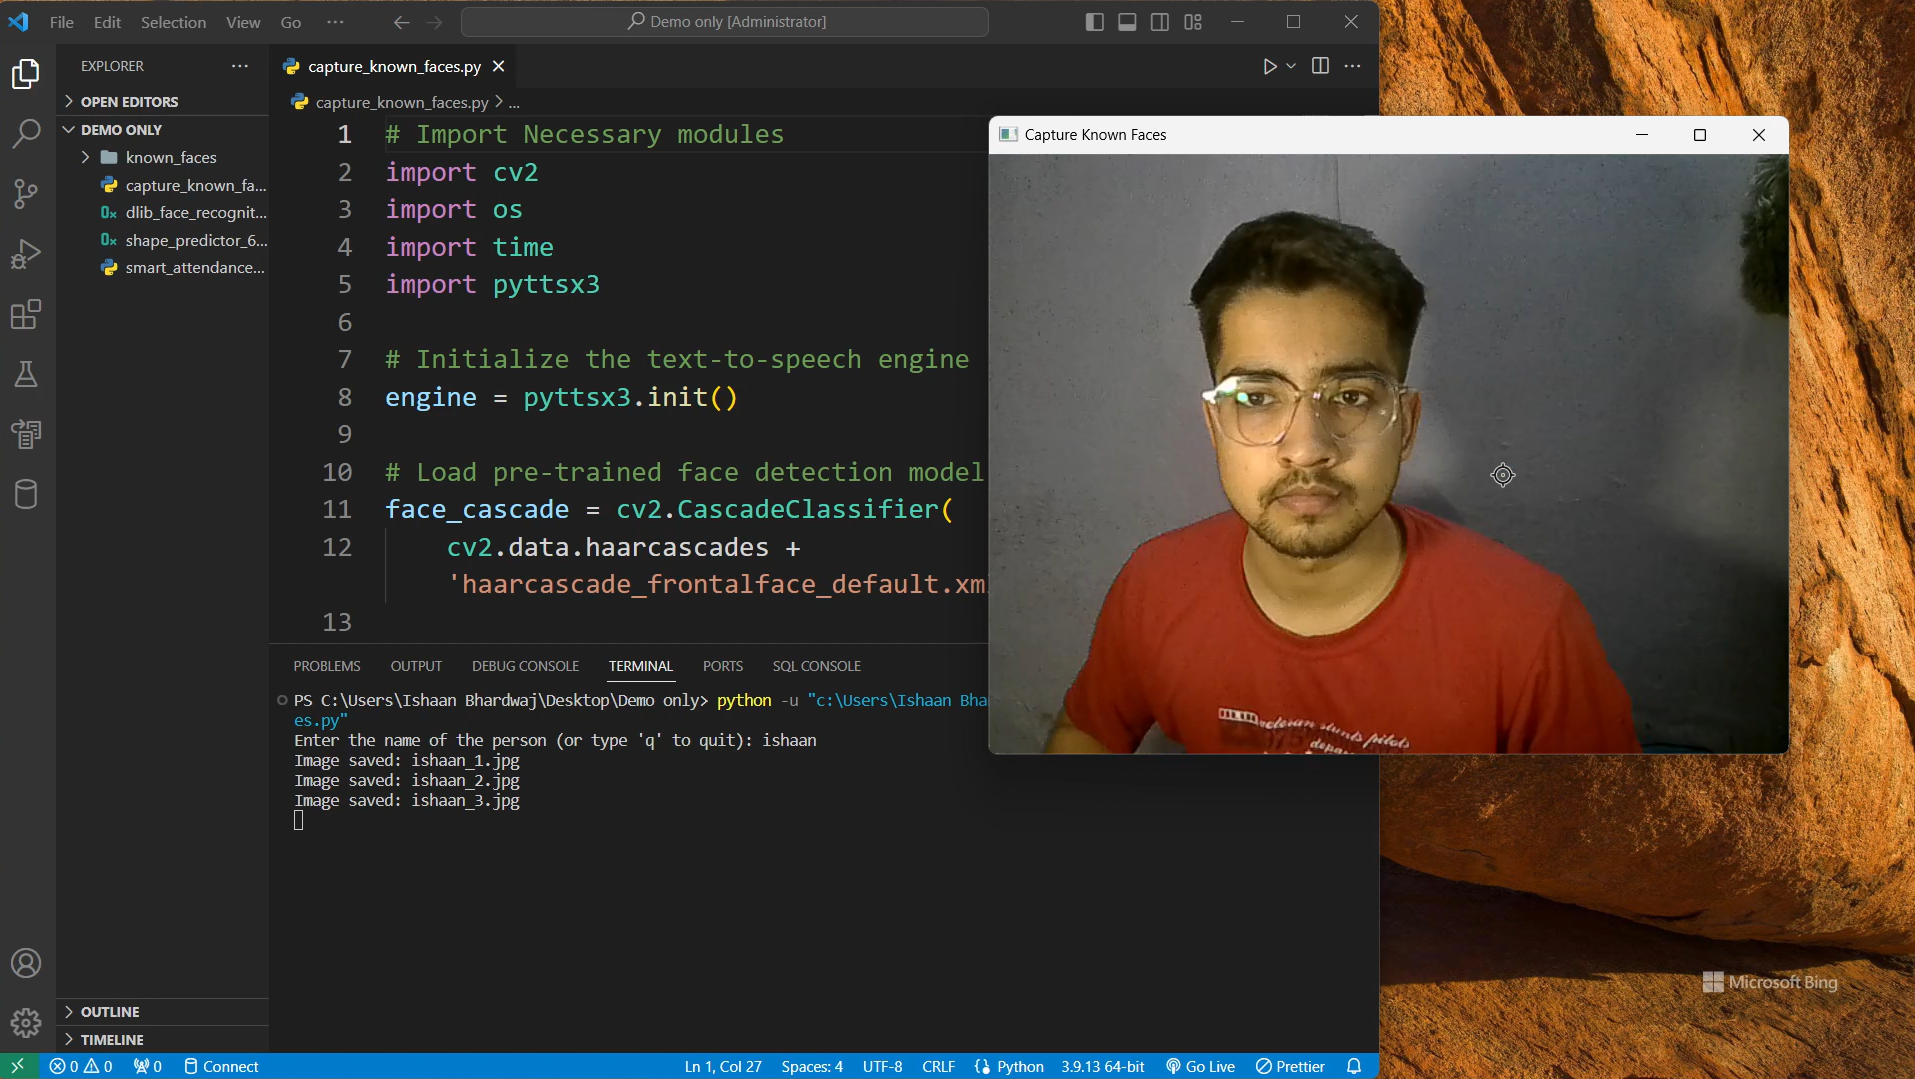 File Edit Selection View Go ...
Demo only [Administrator]
EXPLORER ...
OPEN EDITORS
DEMO ONLY
known_faces
capture_known_fa...
dlib_face_recognit...
shape_predictor_6...
smart_attendance...
OUTLINE
TIMELINE
capture_known_faces.py
capture_known_faces.py > ...
1 # Import Necessary modules
2 import cv2
3 import os
4 import time
5 import pyttsx3
6
7 # Initialize the text-to-speech engine
8 engine = pyttsx3.init()
9
10 # Load pre-trained face detection model
11 face_cascade = cv2.CascadeClassifier(
12 cv2.data.haarcascades +
'haarcascade_frontalface_default.xm
13
Capture Known Faces
veteran stunts pilots
PROBLEMS OUTPUT DEBUG CONSOLE TERMINAL PORTS SQL CONSOLE
PS C:\Users\Ishaan Bhardwaj\Desktop\Demo only> python -u "c:\Users\Ishaan Bha
es.py"
Enter the name of the person (or type 'q' to quit): ishaan
Image saved: ishaan_1.jpg
Image saved: ishaan_2.jpg
Image saved: ishaan_3.jpg
Microsoft Bing
0 0 0 Connect
Ln 1, Col 27 Spaces: 4 UTF-8 CRLF Python 3.9.13 64-bit Go Live Prettier